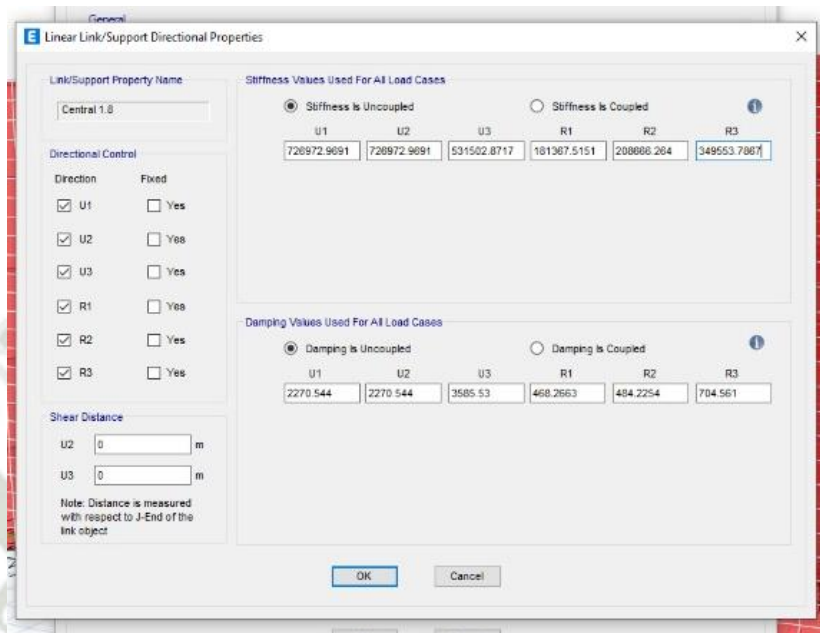 General
E Linear Link/Support Directional Properties
Link/Support Property Name
Central 1.8
Directional Control
Direction Fixed
U1 Yes
U2 Yes
U3 Yes
R1 Yes
R2 Yes
R3 Yes
Shear Distance
U2 0 m
U3 0 m
Note: Distance is measured
with respect to J-End of the
link object
Stiffness Values Used For All Load Cases
Stiffness Is Uncoupled Stiffness Is Coupled
U1 U2 U3 R1 R2 R3
726972.9691 726972.9691 531502.8717 181367.5151 208666.264 349553.7867
Damping Values Used For All Load Cases
Damping Is Uncoupled Damping Is Coupled
U1 U2 U3 R1 R2 R3
2270.544 2270.544 3585.53 468.2663 484.2254 704.561
OK Cancel